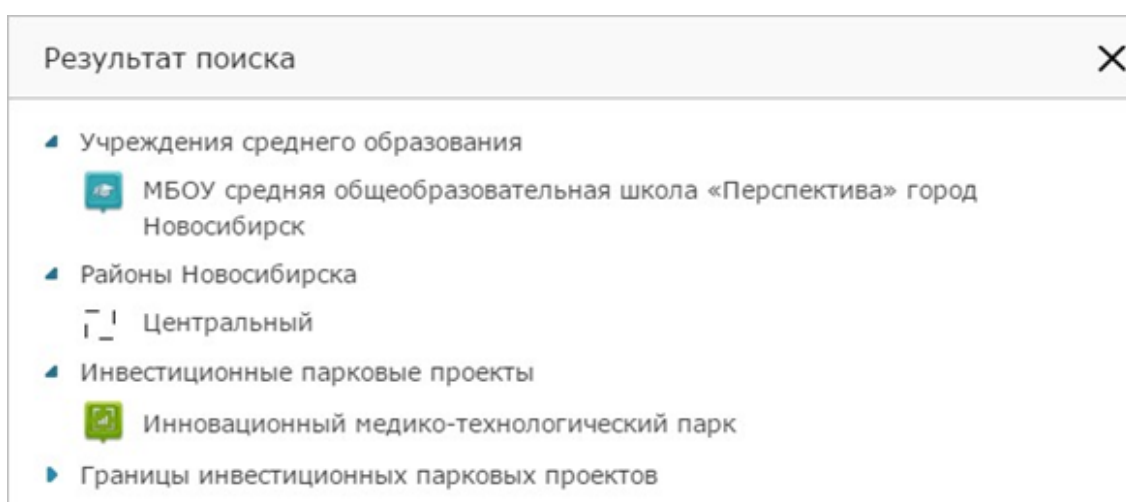 Результат поиска
Учреждения среднего образования
МБОУ средняя общеобразовательная школа «Перспектива» город
Новосибирск
Районы Новосибирска
Центральный
Инвестиционные парковые проекты
Инновационный медико-технологический парк
Границы инвестиционных парковых проектов